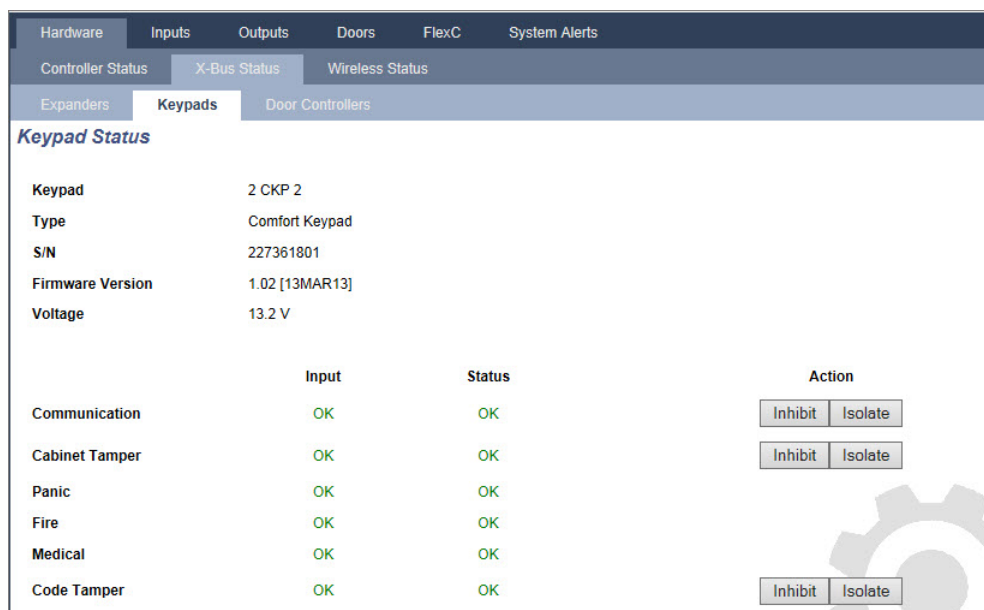 Hardware Inputs Outputs Doors FlexC System Alerts
Controller Status X-Bus Status Wireless Status
Expanders Keypads Door Controllers
Keypad Status
Keypad 2 CKP 2
Type Comfort Keypad
S/N 227361801
Firmware Version 1.02 [13MAR13]
Voltage 13.2 V
Input Status Action
Communication OK OK Inhibit Isolate
Cabinet Tamper OK OK Inhibit Isolate
Panic OK OK
Fire OK OK
Medical OK OK
Code Tamper OK OK Inhibit Isolate